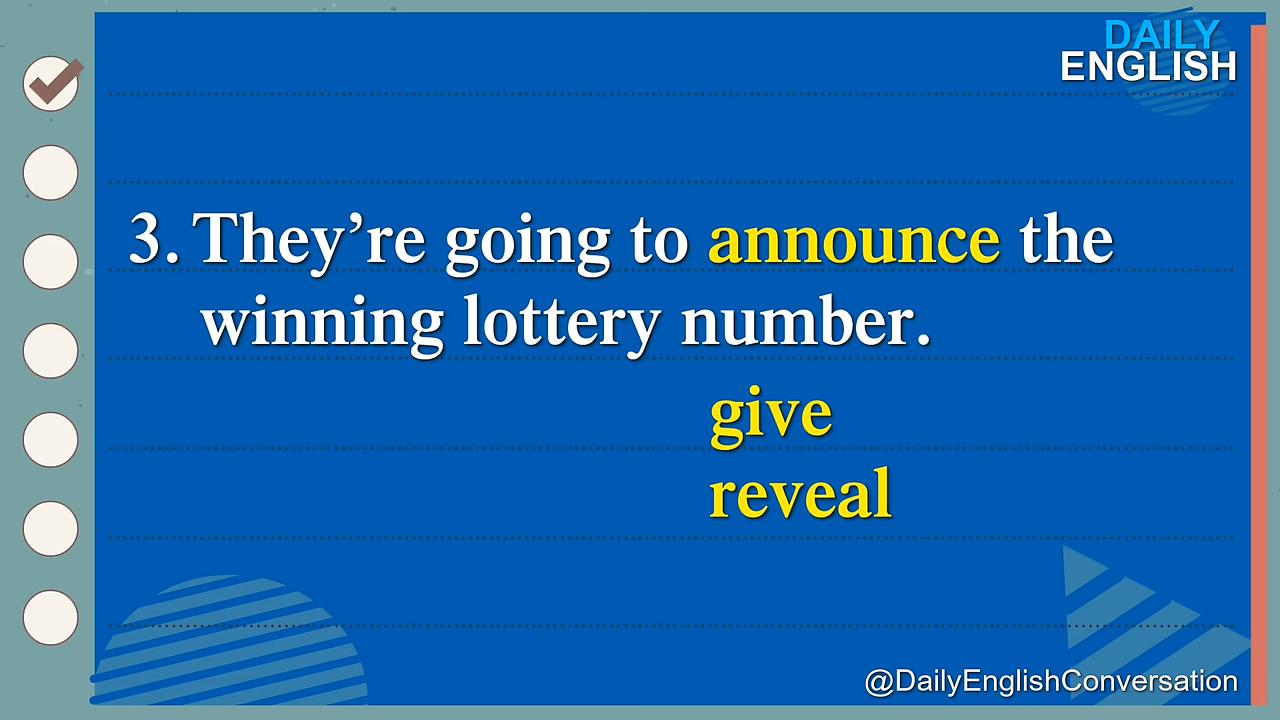 DAILY
ENGLISH
3. They’re going to announce the
winning lottery number.
give
reveal
@DailyEnglishConversation